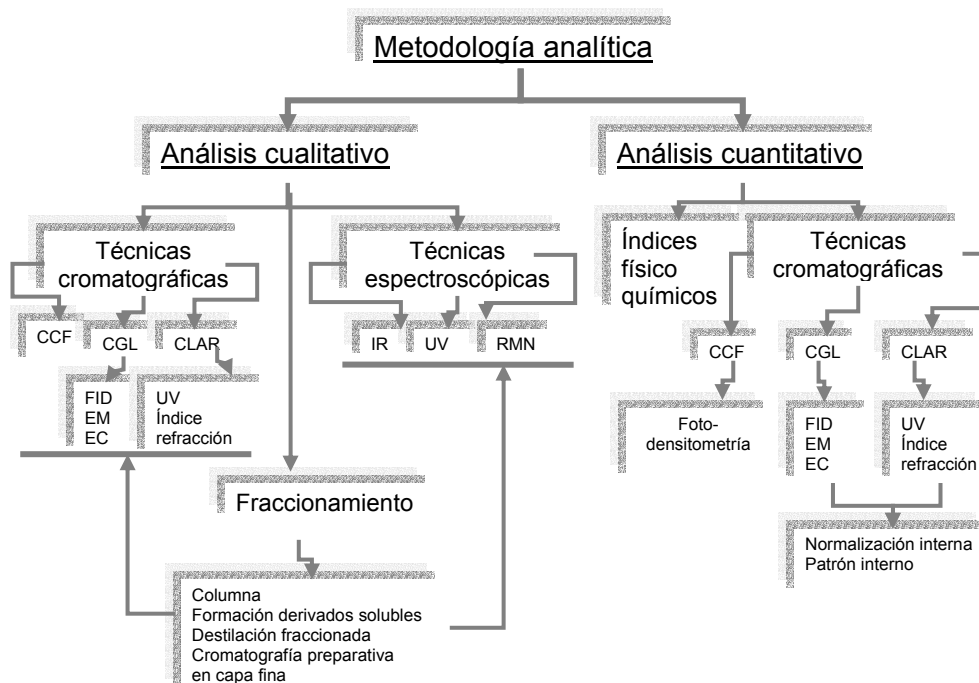 Metodología analítica
Análisis cualitativo
Análisis cuantitativo
Técnicas
cromatográficas
Técnicas
espectroscópicas
Índices
físico
químicos
Técnicas
cromatográficas
CCF
CGL
CLAR
IR
UV
RMN
CCF
CGL
CLAR
FID
EM
EC
UV
Índice
refracción
Foto-
densitometría
FID
EM
EC
UV
Índice
refracción
Fraccionamiento
Normalización interna
Patrón interno
Columna
Formación derivados solubles
Destilación fraccionada
Cromatografía preparativa
en capa fina